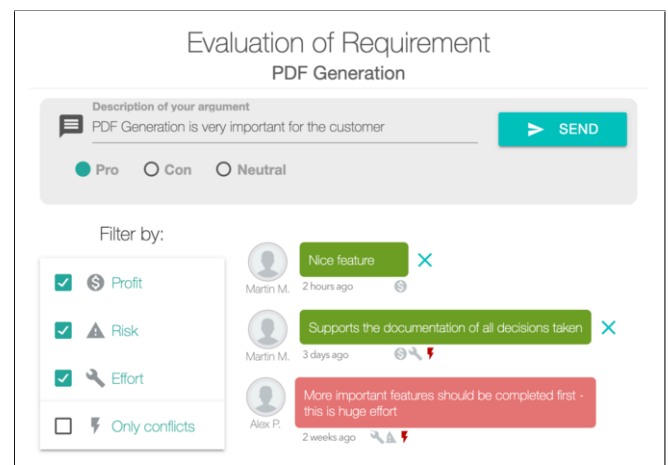 Evaluation of Requirement
PDF Generation
Description of your argument
PDF Generation is very important for the customer
SEND
Pro Con Neutral
Filter by:
Profit
Risk
Effort
Only conflicts
Nice feature
Martin M. 2 hours ago
Supports the documentation of all decisions taken
Martin M. 3 days ago
More important features should be completed first -
this is huge effort
Alex P.
2 weeks ago